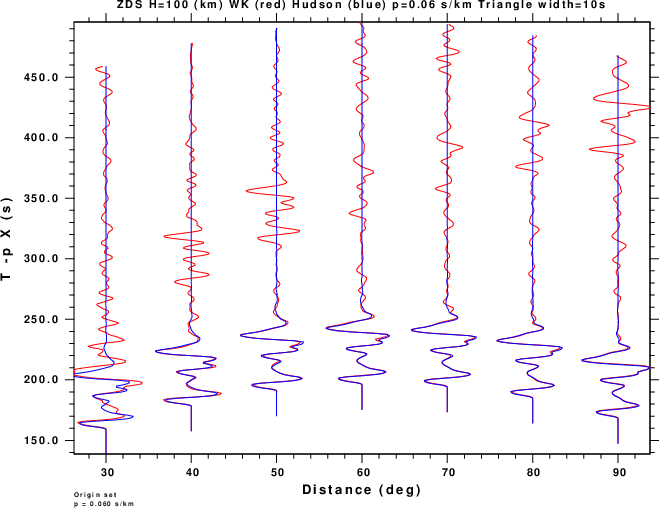 ZDS H=100 (km) WK (red) Hudson (blue) p=0.06 s/km Triangle width=10s
450.0
400.0
350.0
300.0
250.0
200.0
150.0
T -p X (s)
30 40 50 60 70 80 90
Distance (deg)
Origin set
p = 0.060 s/km